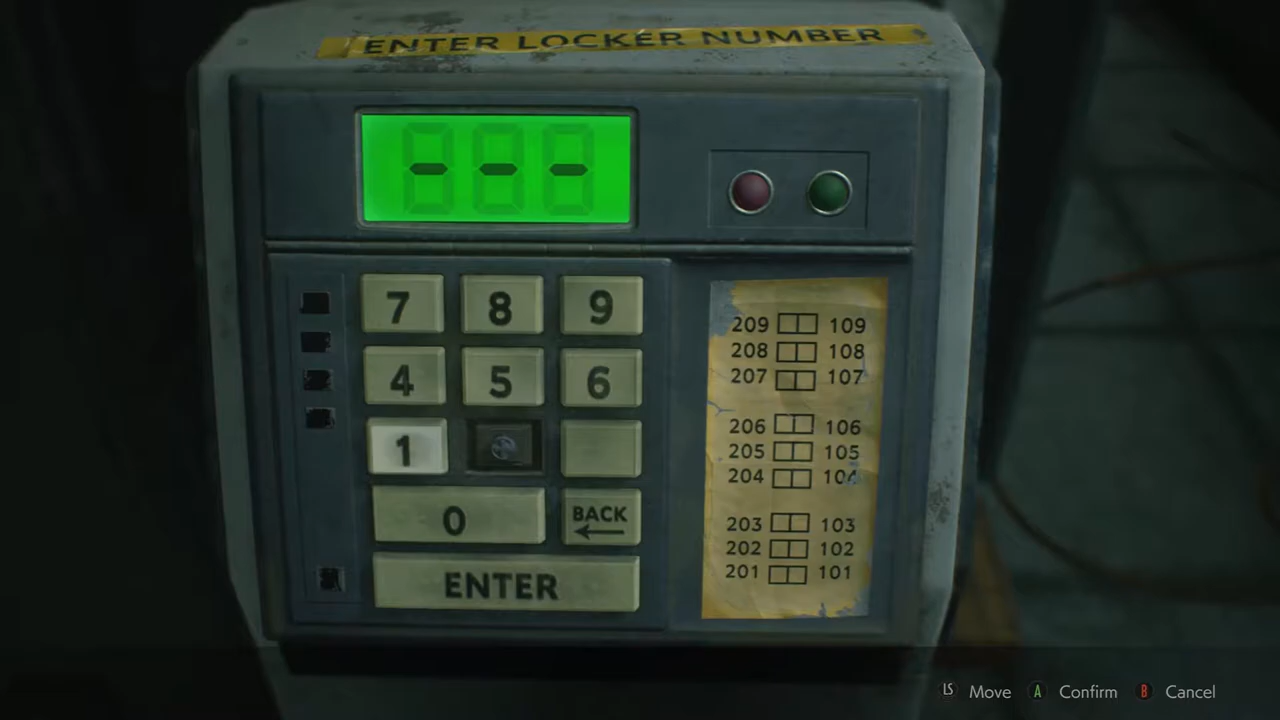 ENTER LOCKER NUMBER
---
7 8 9
4 5 6
1
0 BACK
ENTER
209 109
208 108
207 107
206 106
205 105
204 104
203 103
202 102
201 101
LS Move A Confirm B Cancel